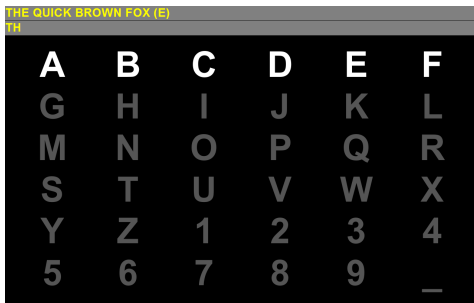 THE QUICK BROWN FOX (E)
TH
A B C D E F
G H I J K L
M N O P Q R
S T U V W X
Y Z 1 2 3 4
5 6 7 8 9 _